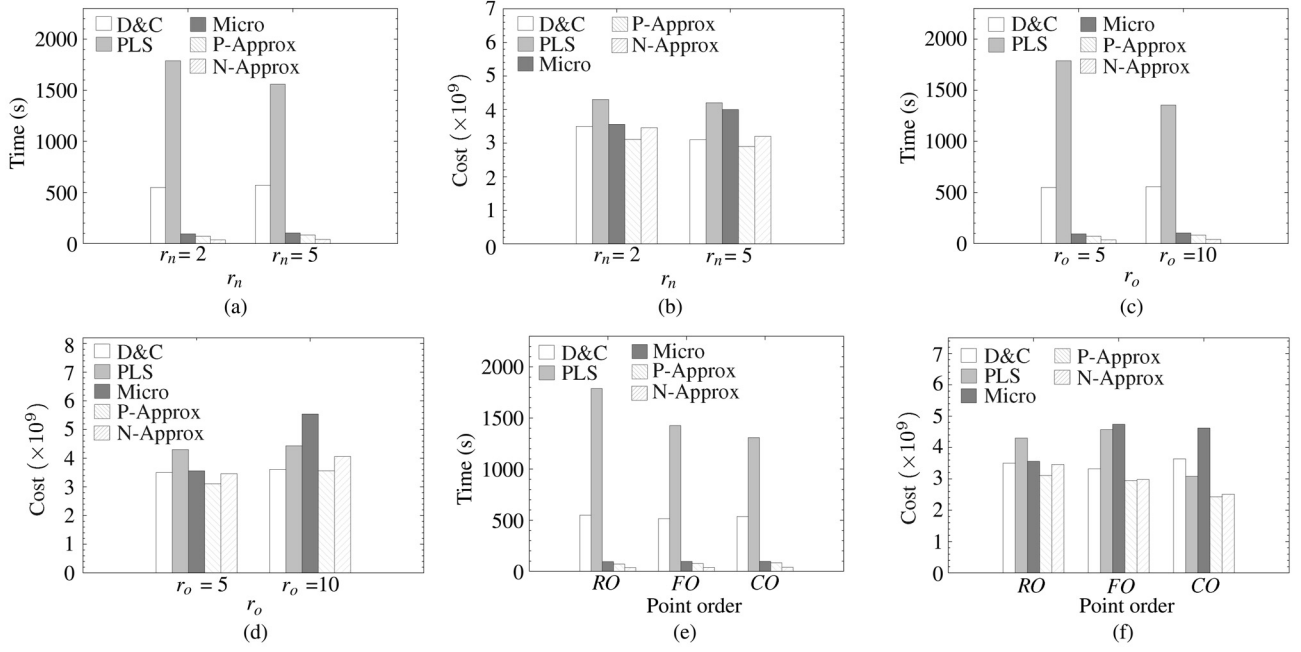 D&C
PLS
Micro
P-Approx
N-Approx
2000
1500
1000
500
0
Time (s)
r_n = 2
r_n = 5
r_n
(a)
D&C
PLS
Micro
P-Approx
N-Approx
7
6
5
4
3
2
1
0
Cost (×10^9)
r_n = 2
r_n = 5
r_n
(b)
D&C
PLS
Micro
P-Approx
N-Approx
2000
1500
1000
500
0
Time (s)
r_o = 5
r_o =10
r_o
(c)
D&C
PLS
Micro
P-Approx
N-Approx
8
7
6
5
4
3
2
1
0
Cost (×10^9)
r_o = 5
r_o =10
r_o
(d)
D&C
PLS
Micro
P-Approx
N-Approx
2000
1500
1000
500
0
Time (s)
RO
FO
CO
Point order
(e)
D&C
PLS
Micro
P-Approx
N-Approx
7
6
5
4
3
2
1
0
Cost (×10^9)
RO
FO
CO
Point order
(f)